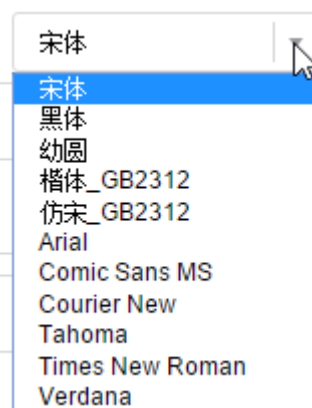 宋体
宋体
黑体
幼圆
楷体_GB2312
仿宋_GB2312
Arial
Comic Sans MS
Courier New
Tahoma
Times New Roman
Verdana